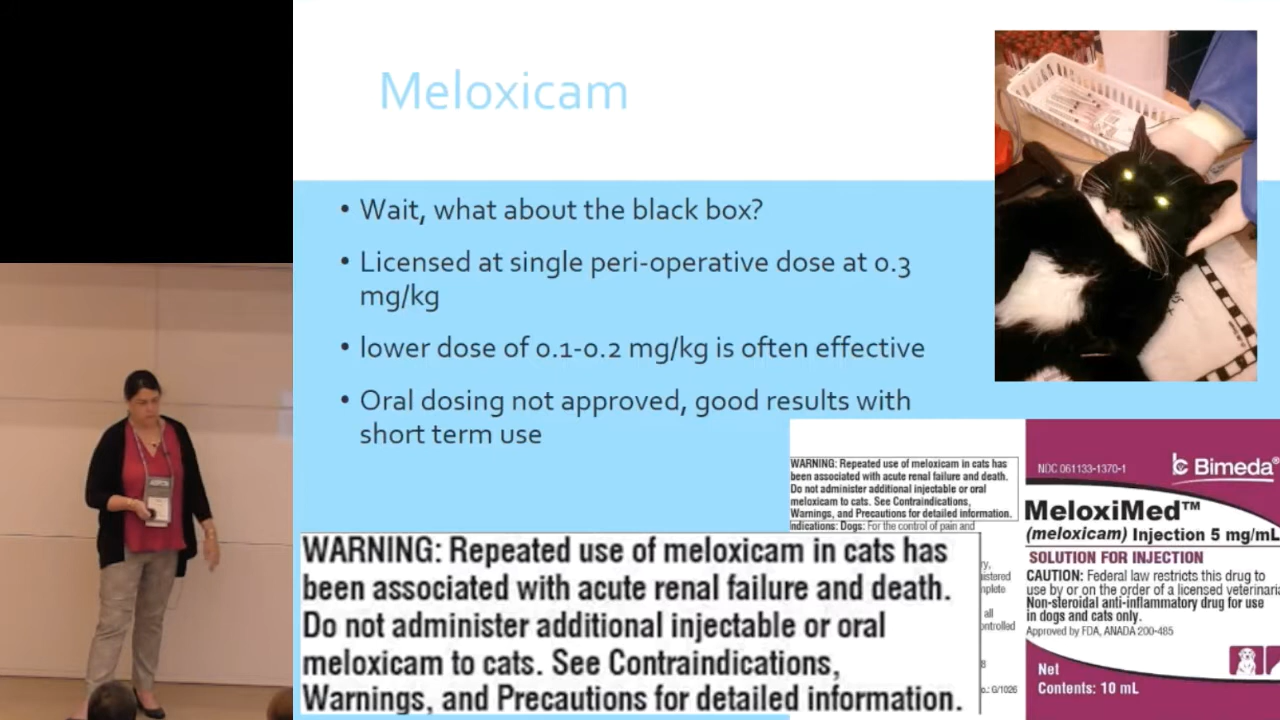 Meloxicam
• Wait, what about the black box?
• Licensed at single peri-operative dose at 0.3
mg/kg
• lower dose of 0.1-0.2 mg/kg is often effective
• Oral dosing not approved, good results with
short term use
WARNING: Repeated use of meloxicam in cats has
been associated with acute renal failure and death.
Do not administer additional injectable or oral
meloxicam to cats. See Contraindications,
Warnings, and Precautions for detailed information.
WARNING: Repeated use of meloxicam in cats has
been associated with acute renal failure and death.
Do not administer additional injectable or oral
meloxicam to cats. See Contraindications,
Warnings, and Precautions for detailed information.
ndications: Dogs: For the control of pain and
all
ontrolled
G/1026
NDC 061133-1370-1
Bimeda®
MeloxiMed™
(meloxicam) Injection 5 mg/mL
SOLUTION FOR INJECTION
CAUTION: Federal law restricts this drug to
use by or on the order of a licensed veterinaria
Non-steroidal anti-inflammatory drug for use
in dogs and cats only.
Approved by FDA, ANADA 200-485
Net
Contents: 10 mL